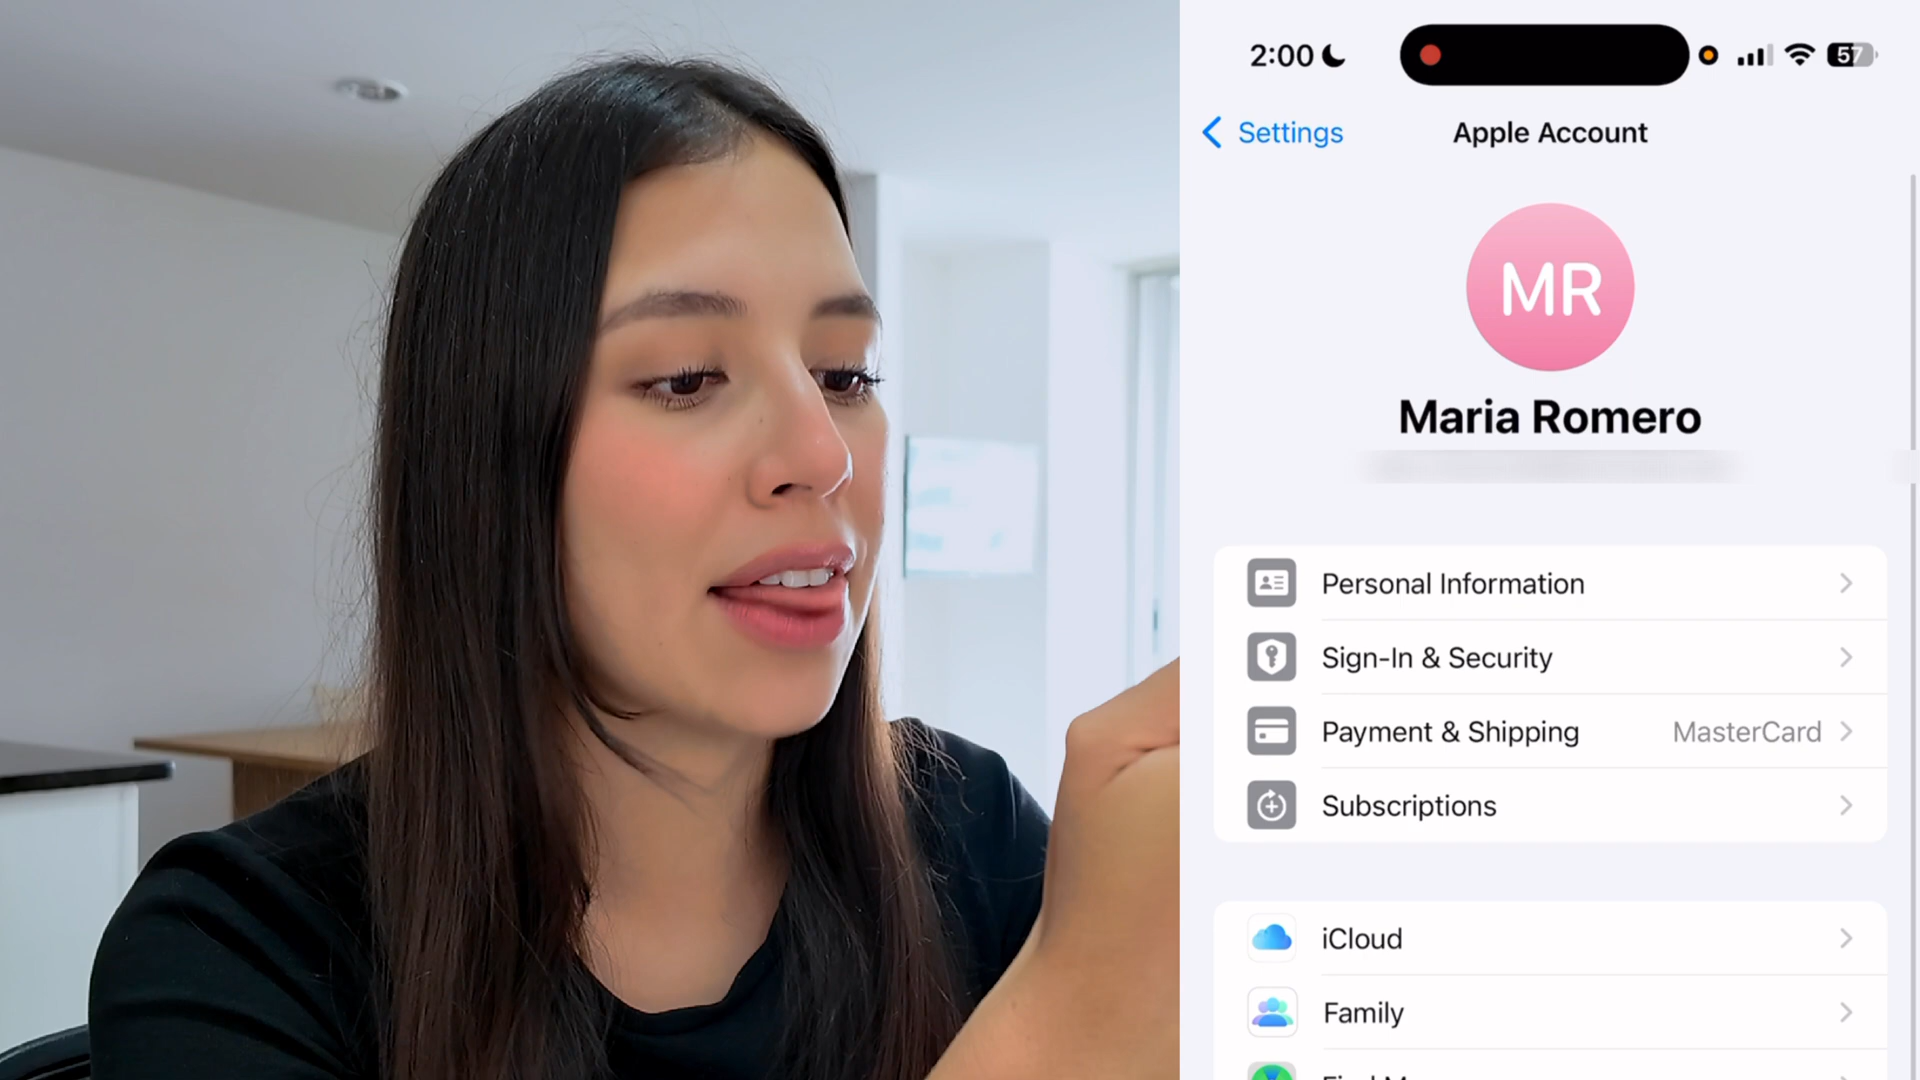 2:00
57
Settings
Apple Account
MR
Maria Romero
Personal Information
Sign-In & Security
Payment & Shipping MasterCard
Subscriptions
iCloud
Family